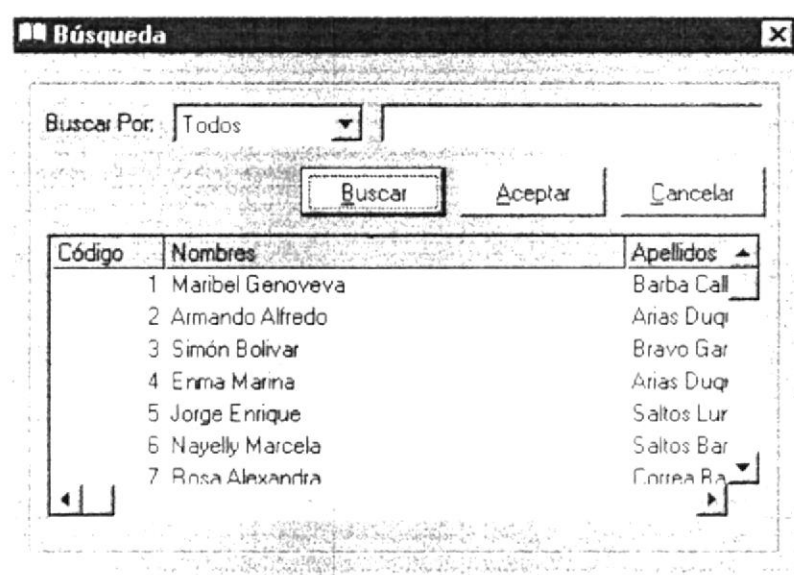 Búsqueda
Buscar Por: Todos
Buscar Aceptar Cancelar
Código Nombres Apellidos
1 Maribel Genoveva Barba Call
2 Armando Alfredo Arias Duq
3 Simón Bolivar Bravo Gar
4 Enma Marina Arias Duq
5 Jorge Enrique Saltos Lur
6 Nayelly Marcela Saltos Bar
7 Rosa Alexandra Correa Ba